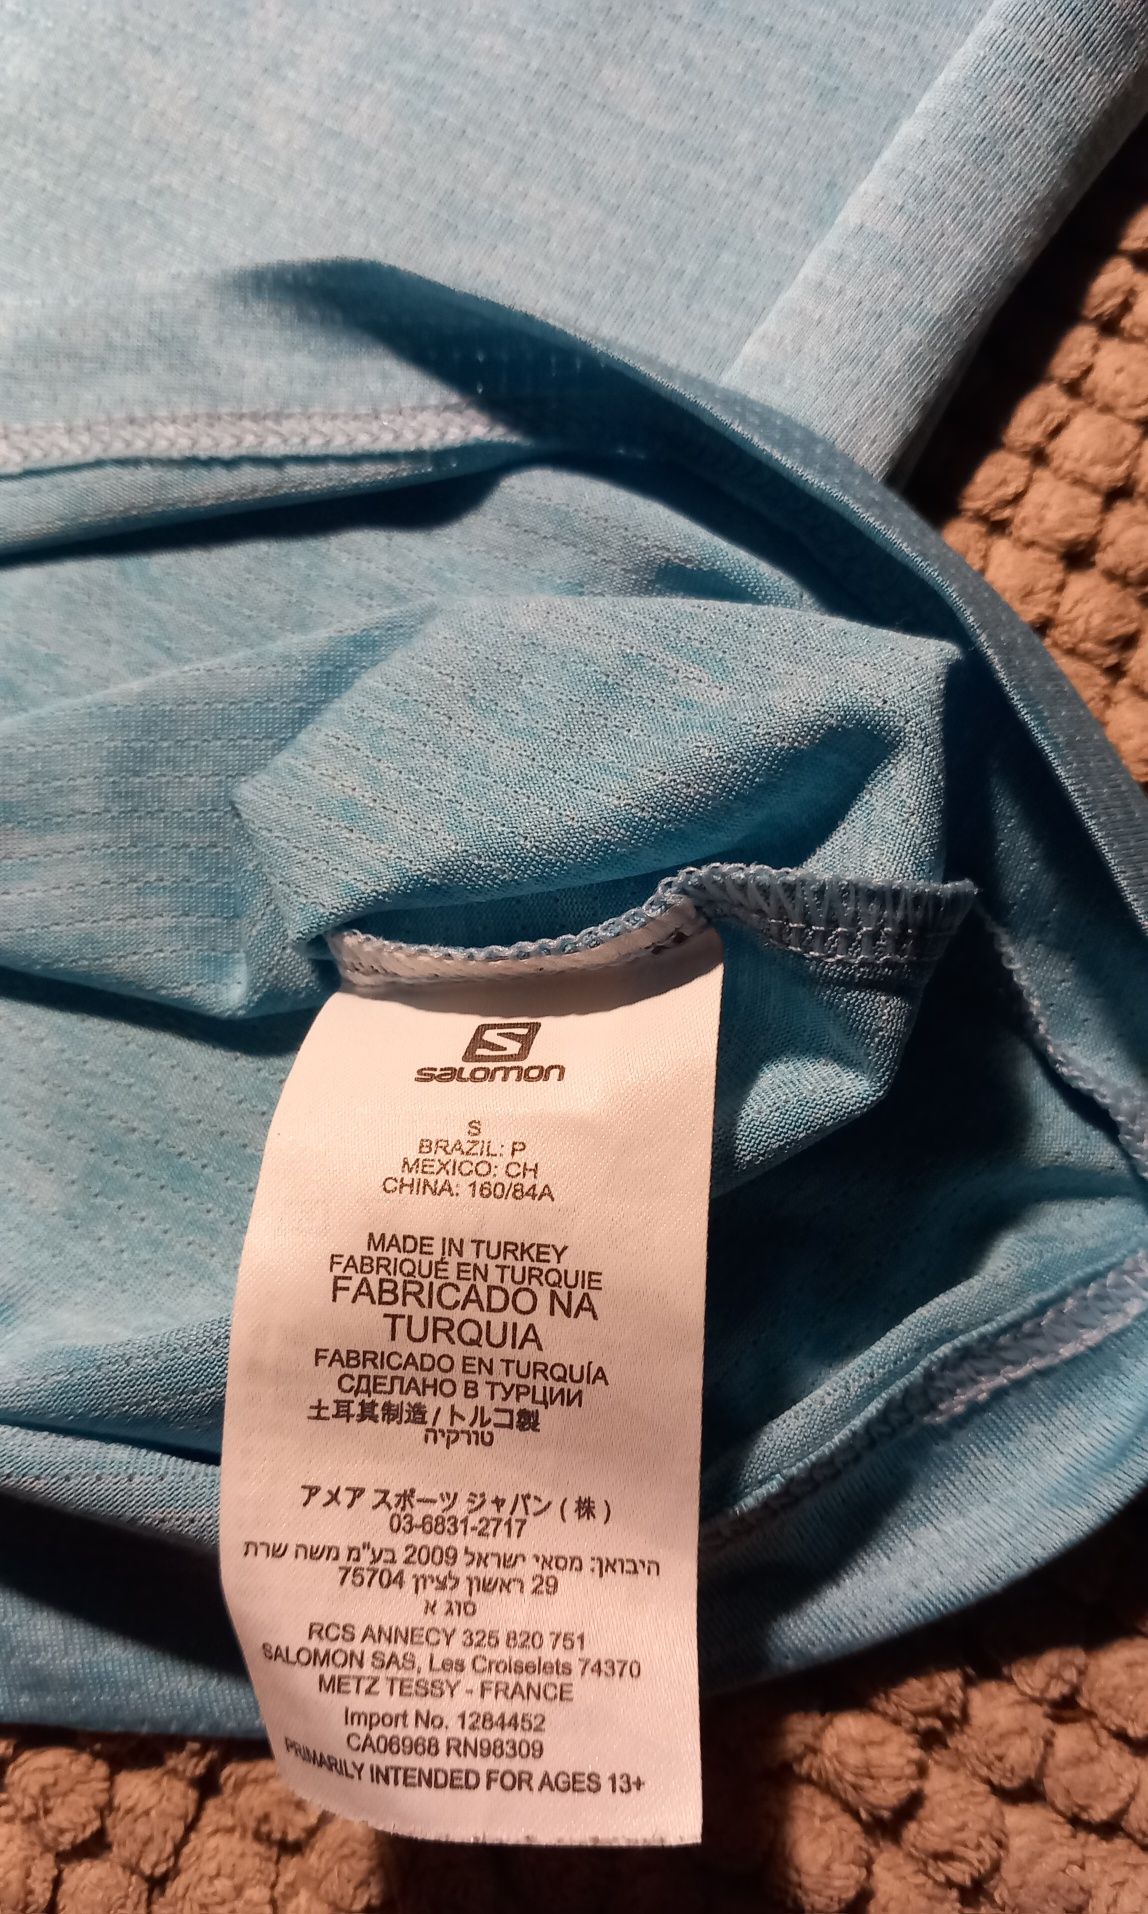 S
salomon
S
BRAZIL: P
MEXICO: CH
CHINA: 160/84A
MADE IN TURKEY
FABRIQUÉ EN TURQUIE
FABRICADO NA
TURQUIA
FABRICADO EN TURQUÍA
СДЕЛАНО В ТУРЦИИ
土耳其制造 / トルコ製
טורקיה
アメア スポーツ ジャパン ( 株 )
03-6831-2717
היבואן: מסאי ישראל 2009 בע"מ משה שרת
29 ראשון לציון 75704
סוג א
RCS ANNECY 325 820 751
SALOMON SAS, Les Croiselets 74370
METZ TESSY - FRANCE
Import No. 1284452
CA06968 RN98309
PRIMARILY INTENDED FOR AGES 13+